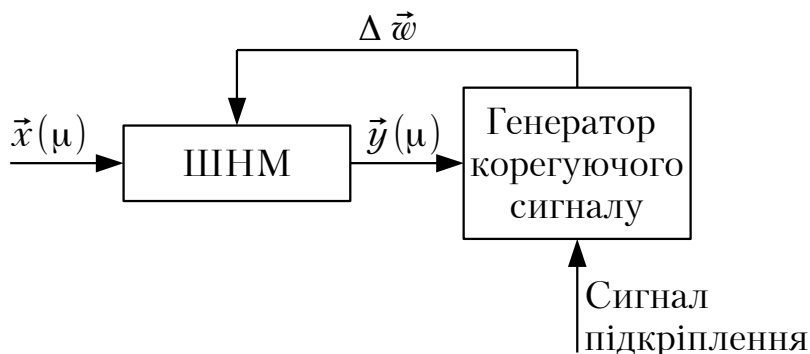 Δ w⃗
x⃗(μ)
ШНМ
y⃗(μ)
Генератор
корегуючого
сигналу
Сигнал
підкріплення